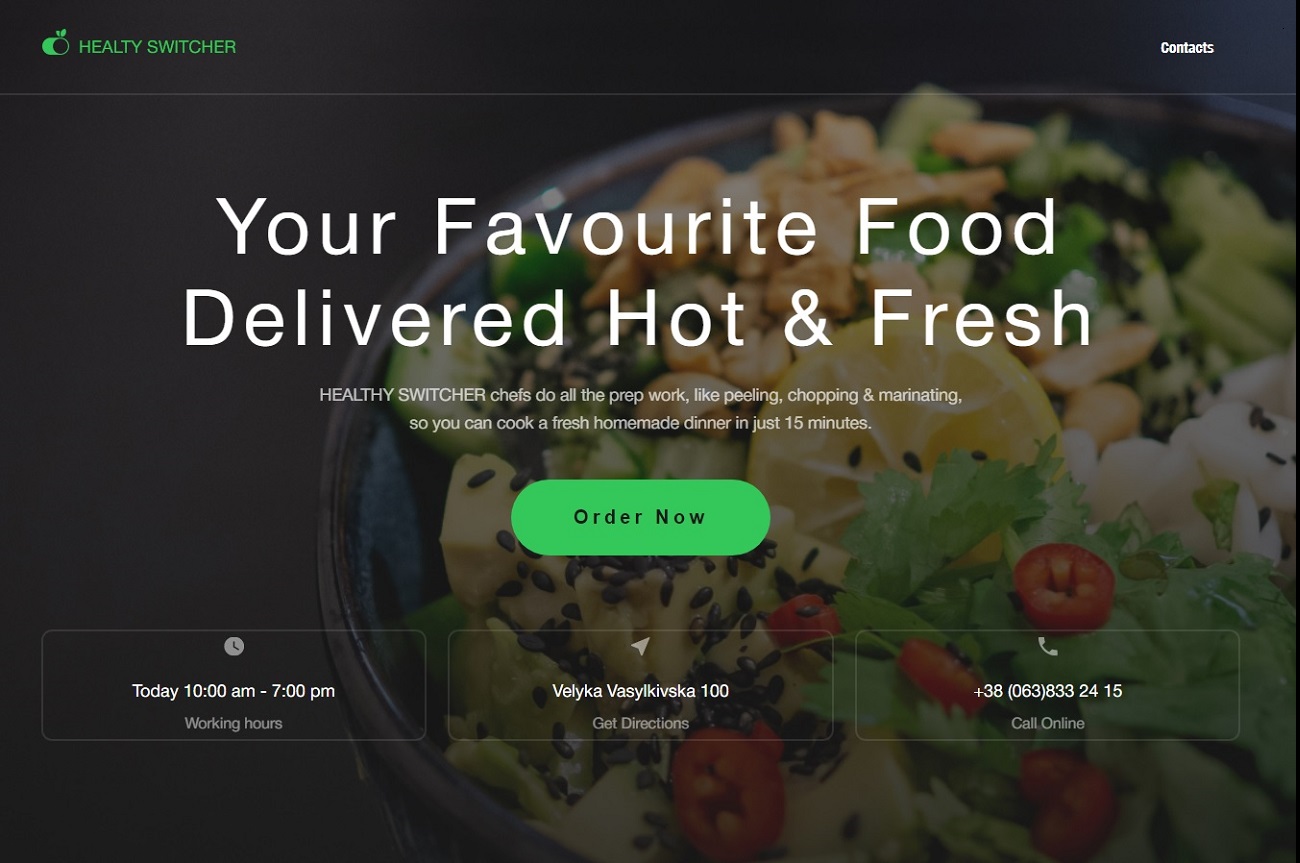 HEALTY SWITCHER
Contacts
Your Favourite Food
Delivered Hot & Fresh
HEALTHY SWITCHER chefs do all the prep work, like peeling, chopping & marinating,
so you can cook a fresh homemade dinner in just 15 minutes.
Order Now
Today 10:00 am - 7:00 pm
Working hours
Velyka Vasylkivska 100
Get Directions
+38 (063)833 24 15
Call Online